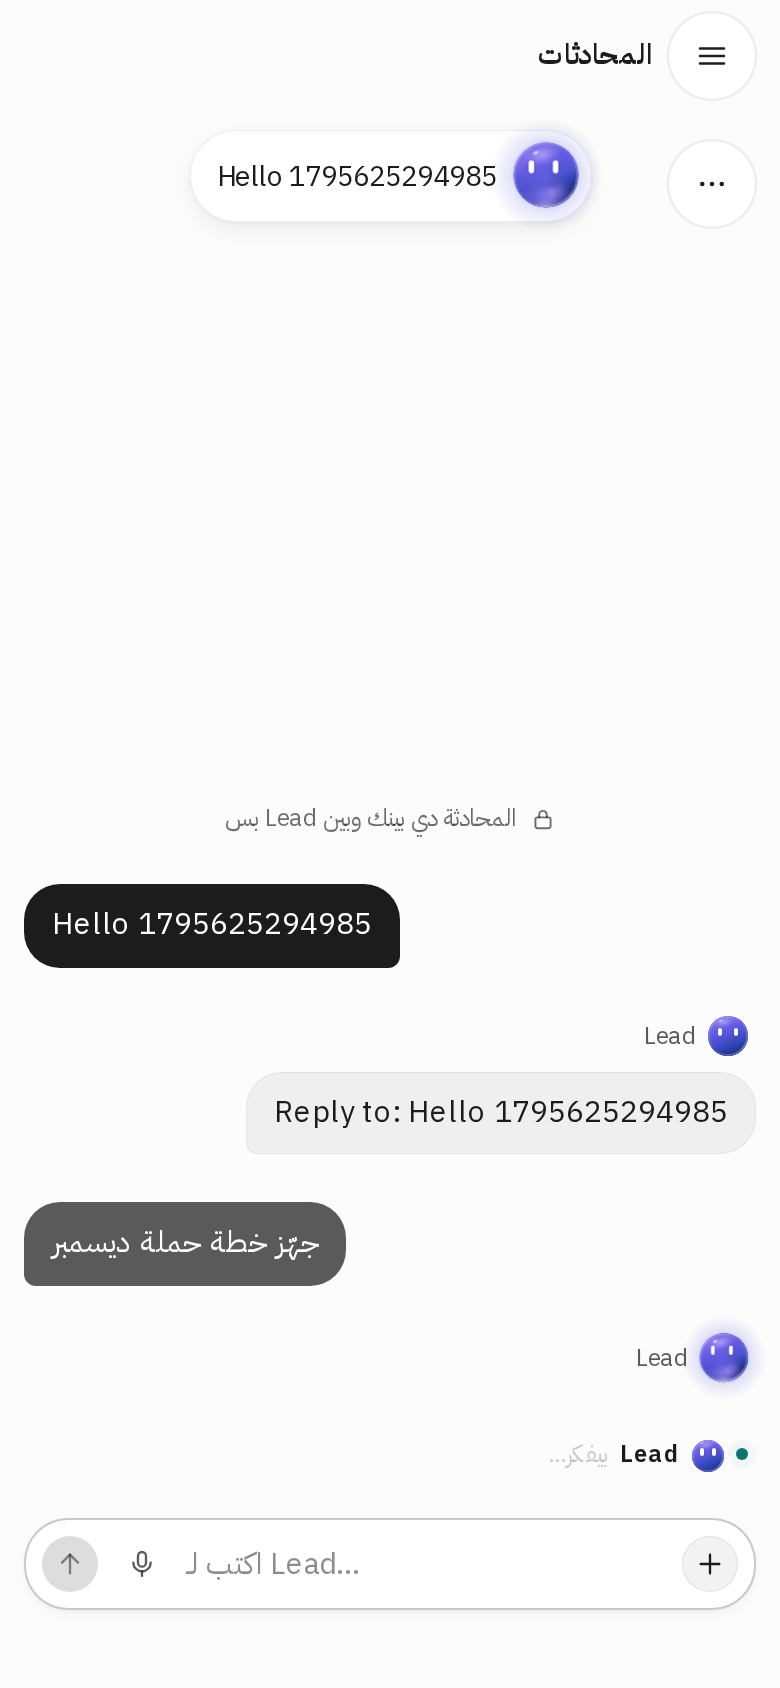 المحادثات
Hello 1795625294985
المحادثة دي بينك وبين Lead بس
Hello 1795625294985
Lead
Reply to: Hello 1795625294985
جهّز خطة حملة ديسمبر
Lead
Lead بيفكر...
اكتب لـ Lead...